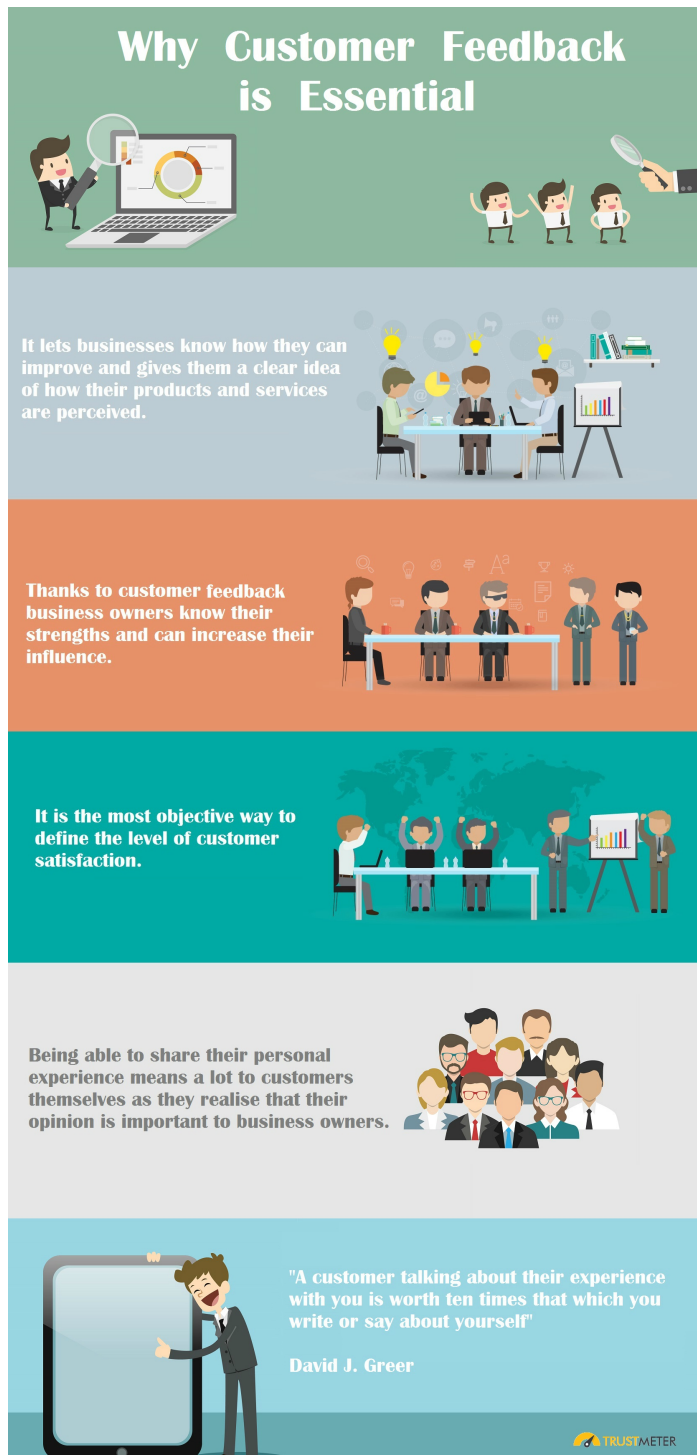 Why Customer Feedback
is Essential
It lets businesses know how they can
improve and gives them a clear idea
of how their products and services
are perceived.
Thanks to customer feedback
business owners know their
strengths and can increase their
influence.
It is the most objective way to
define the level of customer
satisfaction.
Being able to share their personal
experience means a lot to customers
themselves as they realise that their
opinion is important to business owners.
"A customer talking about their experience
with you is worth ten times that which you
write or say about yourself"
David J. Greer
TRUSTMETER